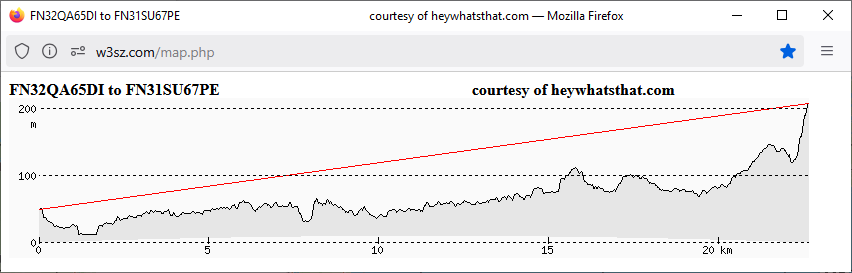 FN32QA65DI to FN31SU67PE courtesy of heywhatsthat.com — Mozilla Firefox
w3sz.com/map.php
FN32QA65DI to FN31SU67PE courtesy of heywhatsthat.com
200
m
100
0
0 5 10 15 20 km